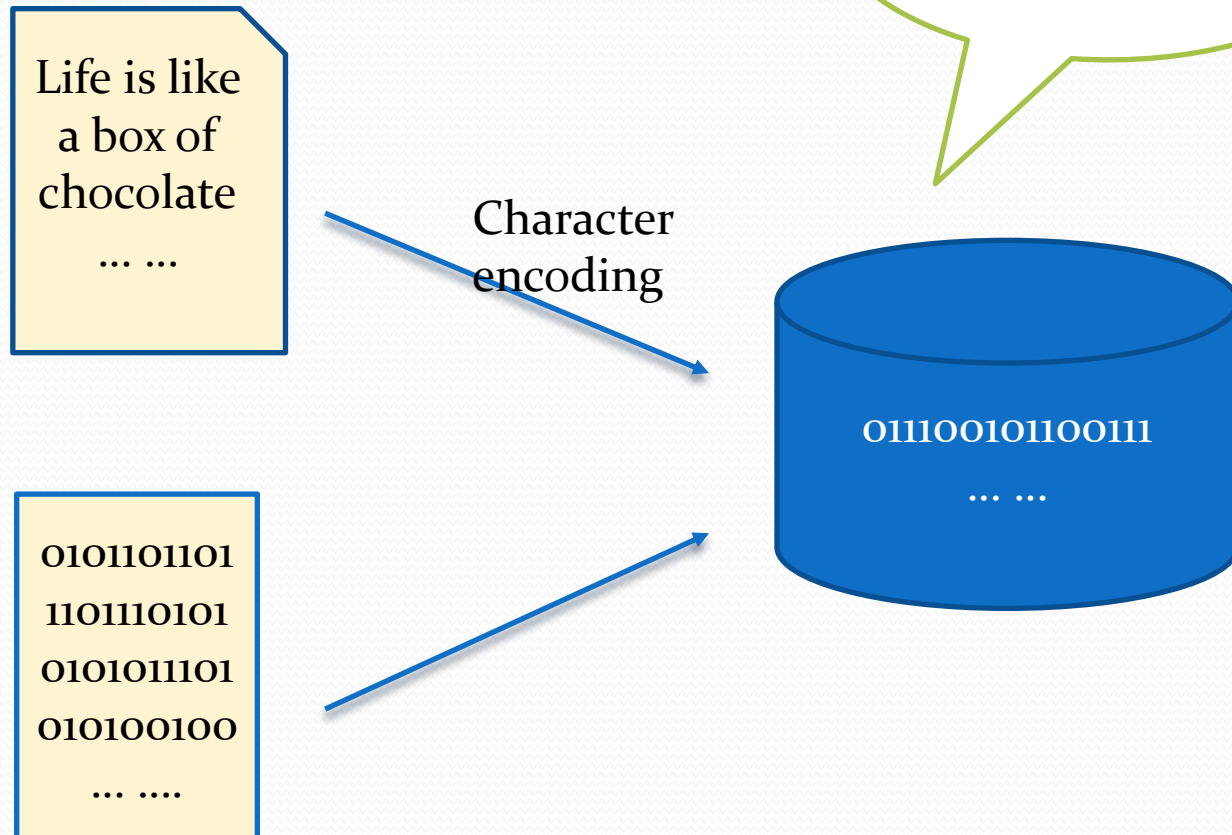 Life is like
a box of
chocolate
... ...
Character
encoding
011100101100111
... ...
0101101101
1101110101
0101011101
010100100
... ....